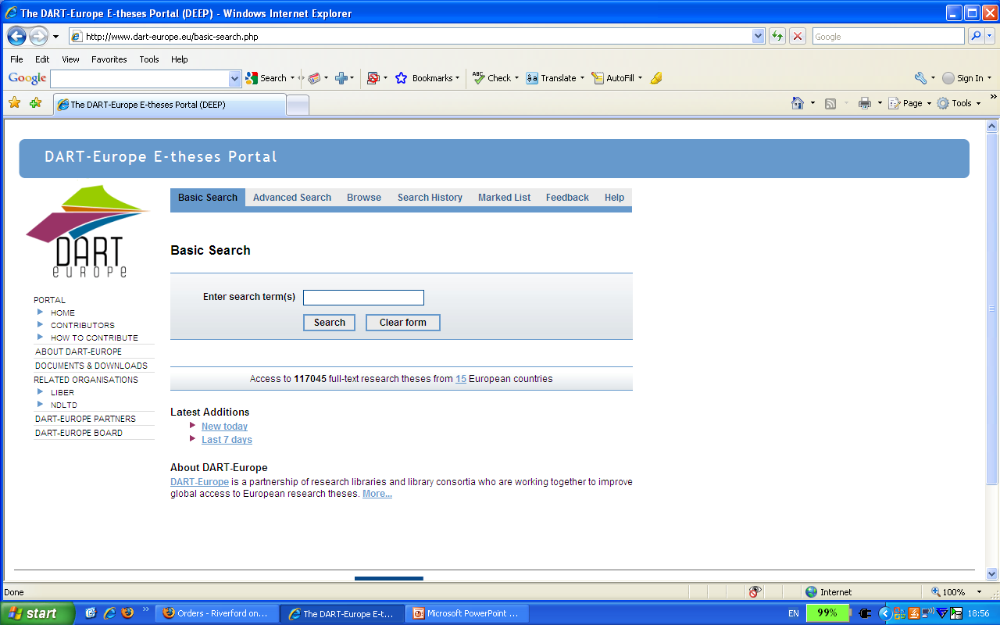 The DART-Europe E-theses Portal (DEEP) - Windows Internet Explorer
http://www.dart-europe.eu/basic-search.php
Google
File Edit View Favorites Tools Help
Google Search Bookmarks ABC Check Translate AutoFill Sign In
The DART-Europe E-theses Portal (DEEP) Page Tools
DART-Europe E-theses Portal
Basic Search Advanced Search Browse Search History Marked List Feedback Help
DART
europe
PORTAL
HOME
CONTRIBUTORS
HOW TO CONTRIBUTE
ABOUT DART-EUROPE
DOCUMENTS & DOWNLOADS
RELATED ORGANISATIONS
LIBER
NDLTD
DART-EUROPE PARTNERS
DART-EUROPE BOARD
Basic Search
Enter search term(s)
Search Clear form
Access to 117045 full-text research theses from 15 European countries
Latest Additions
New today
Last 7 days
About DART-Europe
DART-Europe is a partnership of research libraries and library consortia who are working together to improve
global access to European research theses. More...
Done Internet 100%
start Orders - Riverford on... The DART-Europe E-t... Microsoft PowerPoint ... EN 99% 18:56